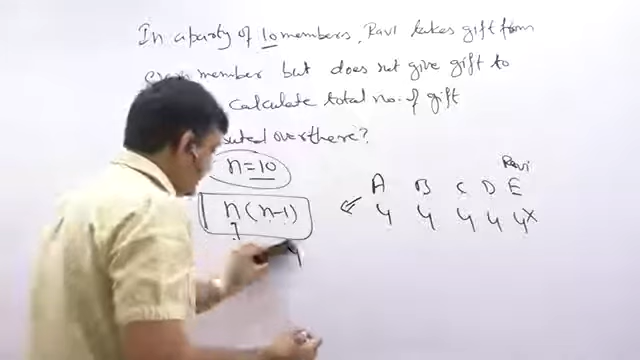 In a party of 10 members, Ravi takes gift from
member but does not give gift to
Calculate total no. of gift
over there?
n=10
n(n-1)
Ravi
A B C D E
4 4 4 4 4X